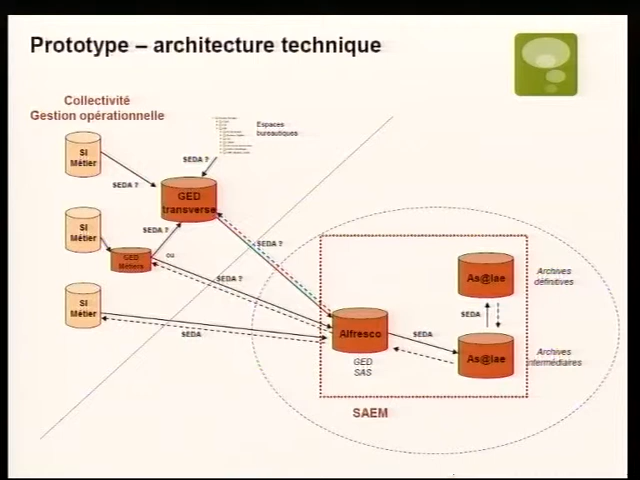 Prototype – architecture technique
Collectivité
Gestion opérationnelle
Espaces
bureautiques
SI
Métier
SEDA ?
SEDA ?
GED
transverse
SI
Métier
SEDA ?
ou
GED
Métiers
SEDA ?
SEDA ?
SI
Métier
SEDA
Alfresco
GED
SAS
SEDA
As@lae
Archives
définitives
SEDA
As@lae
Archives
intermédiaires
SAEM